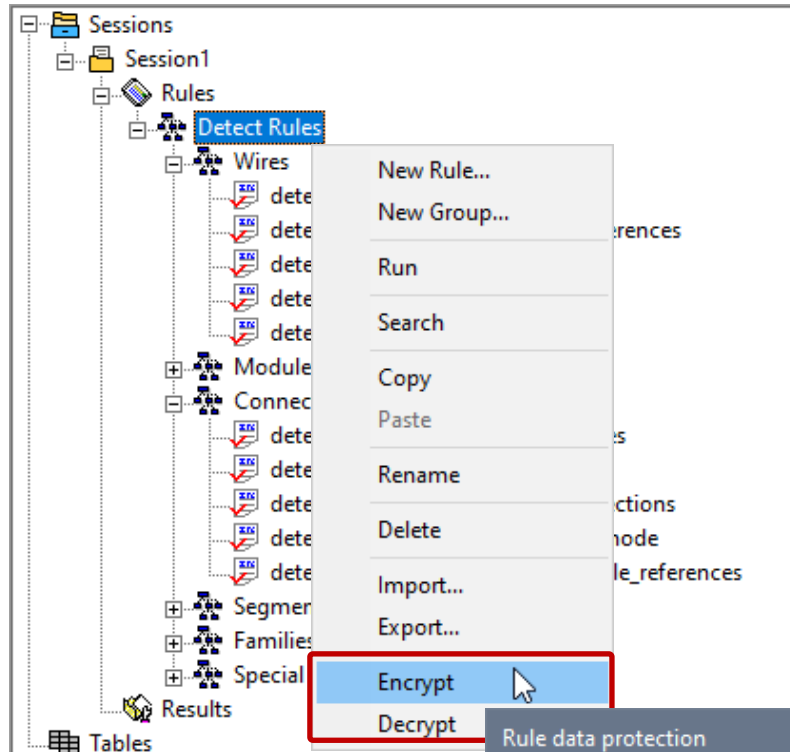 Sessions
Session1
Rules
Detect Rules
Wires
New Rule...
dete
New Group...
dete erences
Run
dete
dete
Search
dete
Module
Copy
Connec
Paste
dete s
dete
Rename
dete ctions
Delete
dete node
dete le_references
Import...
Segmen
Export...
Families
Special
Encrypt
Results
Decrypt
Rule data protection
Tables